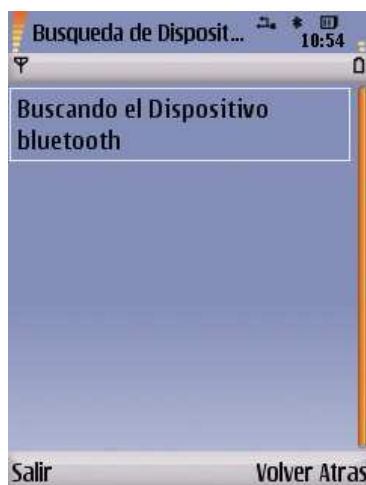 Busqueda de Disposit...
10:54
Buscando el Dispositivo
bluetooth
Salir Volver Atras